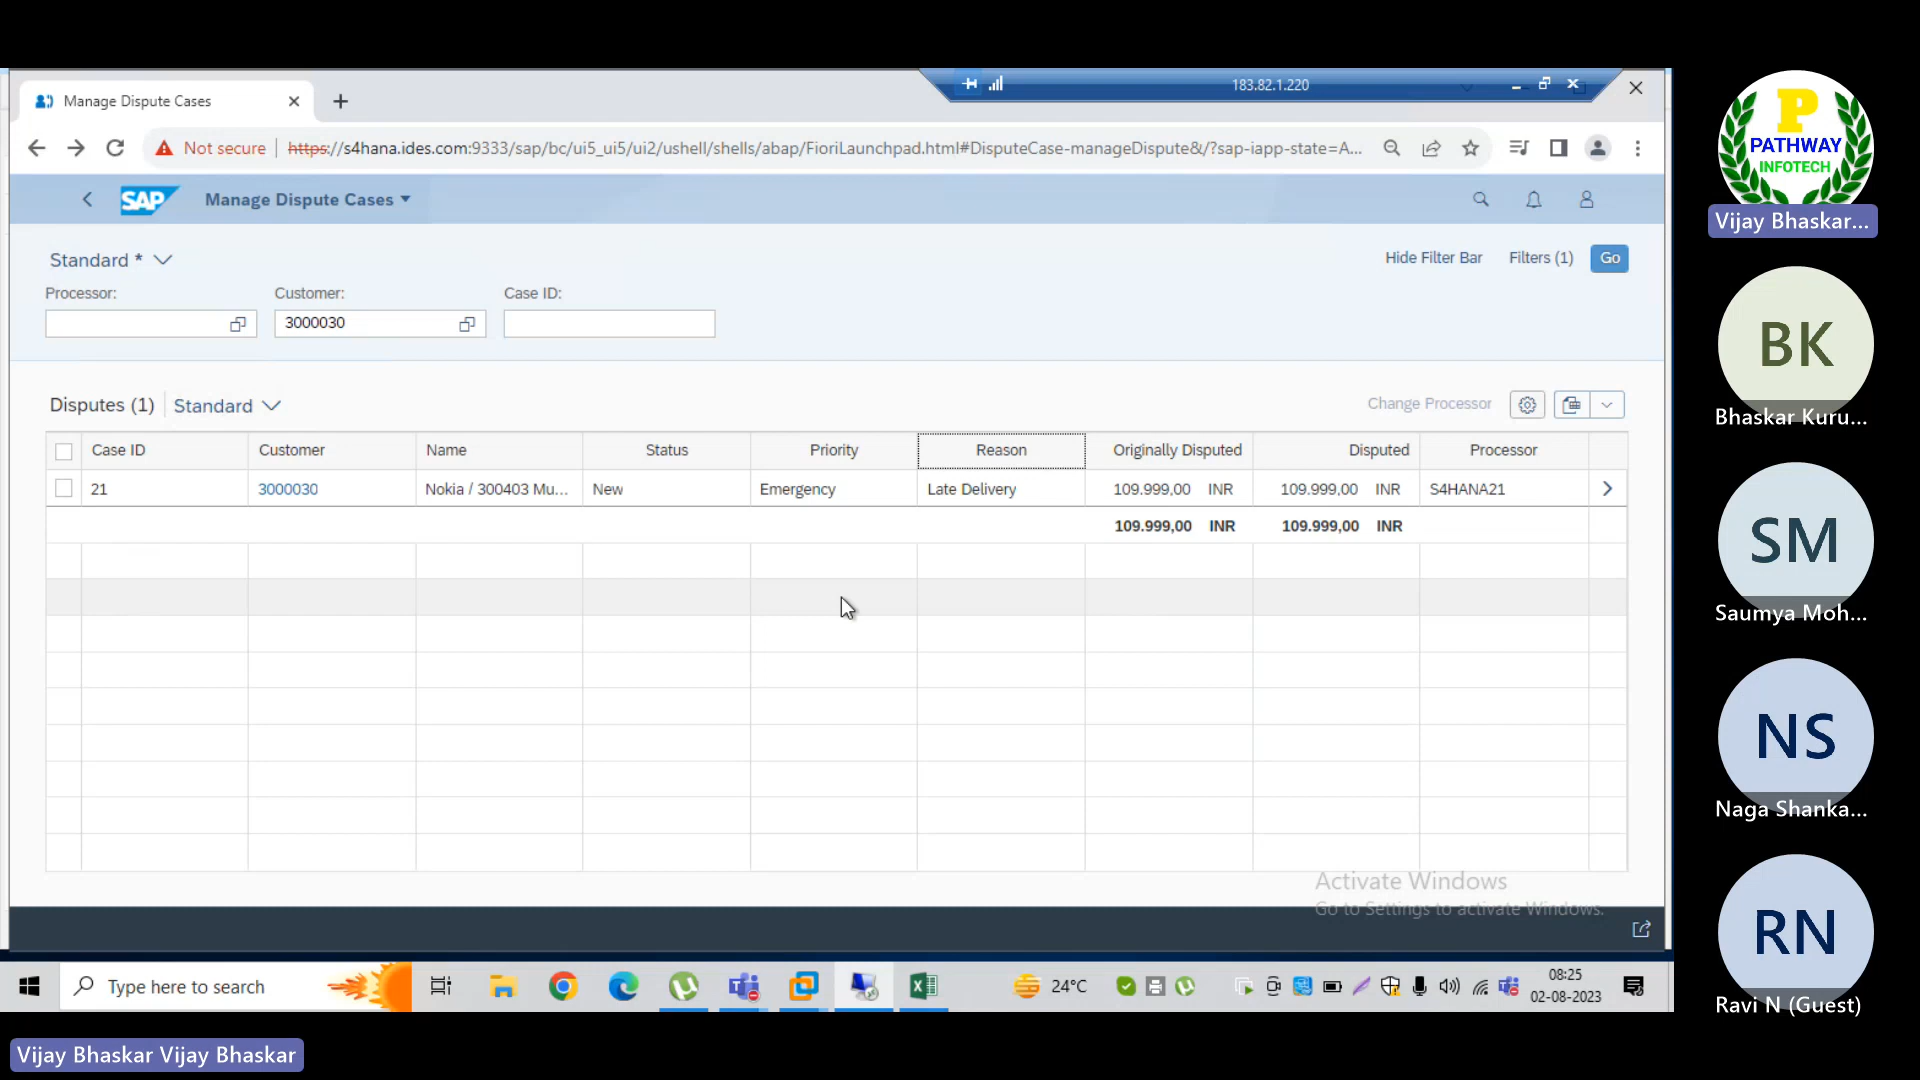 Manage Dispute Cases
183.82.1.220
Not secure https://s4hana.ides.com:9333/sap/bc/ui5_ui5/ui2/ushell/shells/abap/FioriLaunchpad.html#DisputeCase-manageDispute&/?sap-iapp-state=A...
SAP Manage Dispute Cases
Standard * Hide Filter Bar Filters (1) Go
Processor: Customer: Case ID:
3000030
Disputes (1) Standard Change Processor
Case ID Customer Name Status Priority Reason Originally Disputed Disputed Processor
21 3000030 Nokia / 300403 Mu... New Emergency Late Delivery 109.999,00 INR 109.999,00 INR S4HANA21
109.999,00 INR 109.999,00 INR
Activate Windows
Go to Settings to activate Windows.
Type here to search 24°C 08:25
02-08-2023
Vijay Bhaskar Vijay Bhaskar
P
PATHWAY
INFOTECH
Vijay Bhaskar...
BK
Bhaskar Kuru...
SM
Saumya Moh...
NS
Naga Shanka...
RN
Ravi N (Guest)